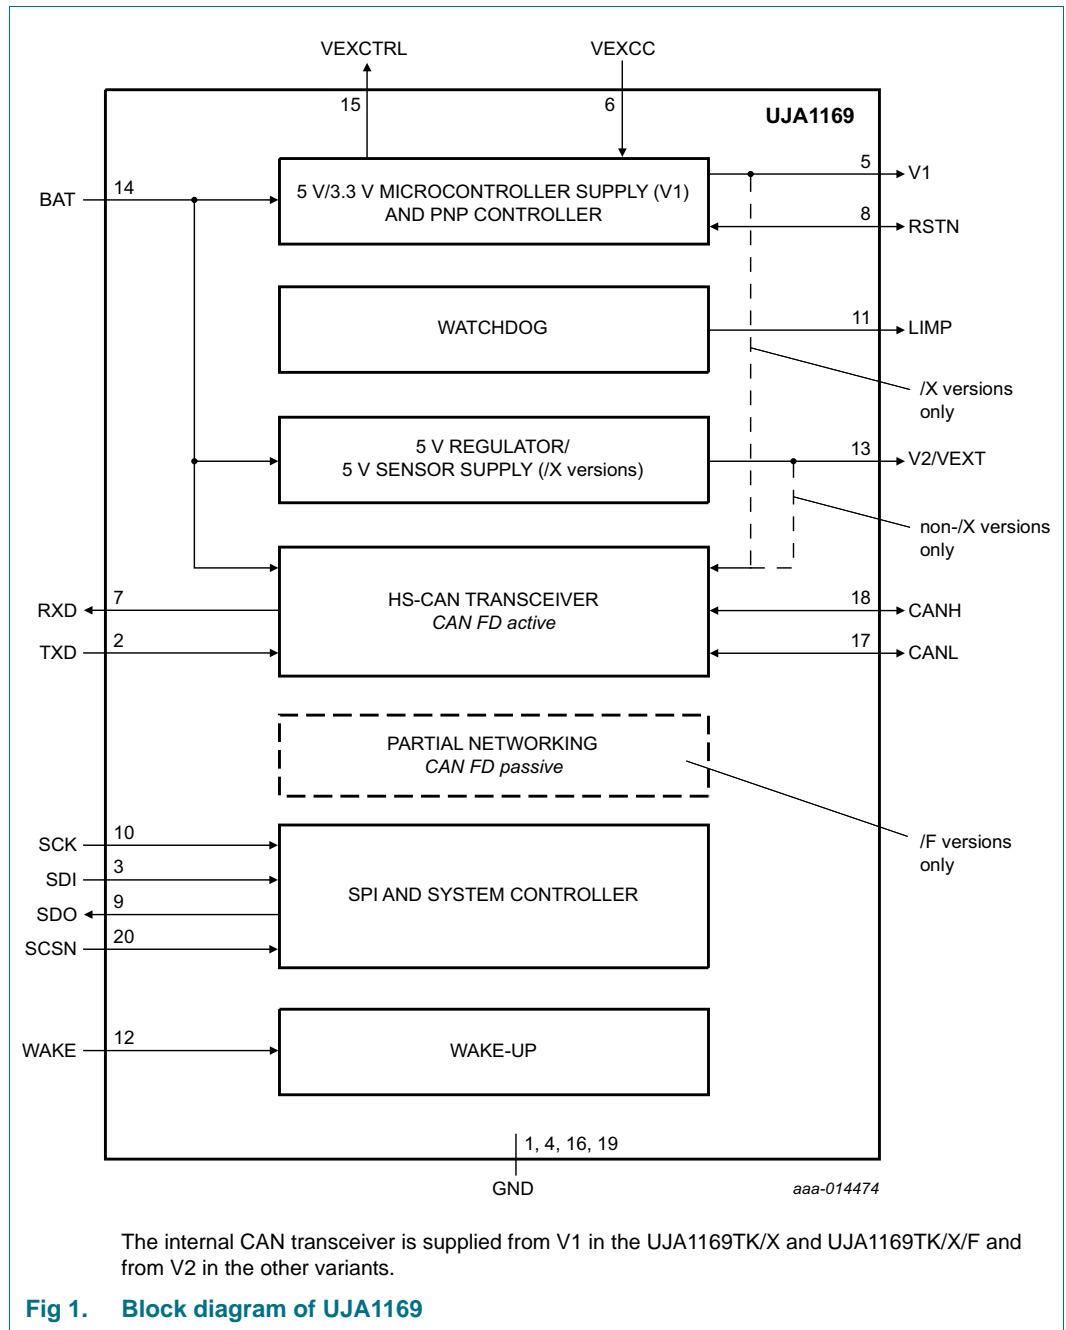 VEXCTRL
VEXCC
15
6
UJA1169
5
V1
BAT
14
5 V/3.3 V MICROCONTROLLER SUPPLY (V1)
AND PNP CONTROLLER
8
RSTN
WATCHDOG
11
LIMP
/X versions
only
5 V REGULATOR/
5 V SENSOR SUPPLY (/X versions)
13
V2/VEXT
non-/X versions
only
HS-CAN TRANSCEIVER
CAN FD active
RXD
7
18
CANH
TXD
2
17
CANL
PARTIAL NETWORKING
CAN FD passive
/F versions
only
SCK
10
SDI
3
SPI AND SYSTEM CONTROLLER
SDO
9
SCSN
20
WAKE
12
WAKE-UP
1, 4, 16, 19
GND
aaa-014474
The internal CAN transceiver is supplied from V1 in the UJA1169TK/X and UJA1169TK/X/F and
from V2 in the other variants.
Fig 1. Block diagram of UJA1169